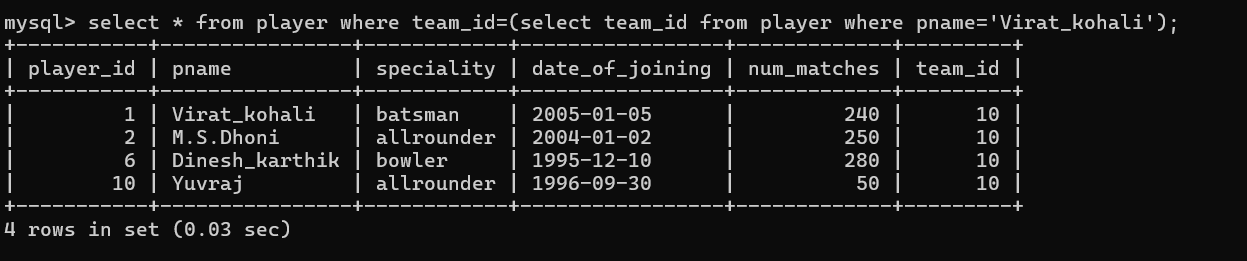 mysql> select * from player where team_id=(select team_id from player where pname='Virat_kohali');
+-----------+----------------+------------+-----------------+-------------+---------+
| player_id | pname          | speciality | date_of_joining | num_matches | team_id |
+-----------+----------------+------------+-----------------+-------------+---------+
|         1 | Virat_kohali   | batsman    | 2005-01-05      |         240 |      10 |
|         2 | M.S.Dhoni      | allrounder | 2004-01-02      |         250 |      10 |
|         6 | Dinesh_karthik | bowler     | 1995-12-10      |         280 |      10 |
|        10 | Yuvraj         | allrounder | 1996-09-30      |          50 |      10 |
+-----------+----------------+------------+-----------------+-------------+---------+
4 rows in set (0.03 sec)